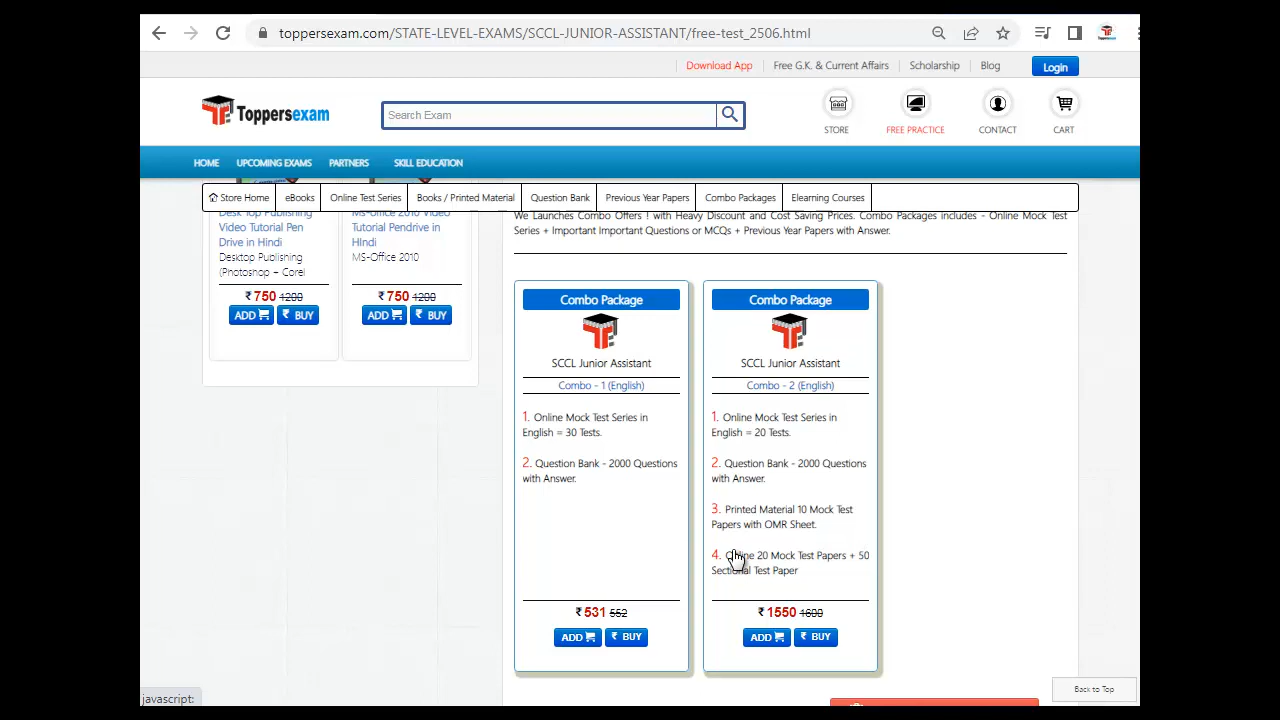 toppersexam.com/STATE-LEVEL-EXAMS/SCCL-JUNIOR-ASSISTANT/free-test_2506.html
Download App Free G.K. & Current Affairs Scholarship Blog Login
Toppersexam
Search Exam
STORE FREE PRACTICE CONTACT CART
HOME UPCOMING EXAMS PARTNERS SKILL EDUCATION
Store Home eBooks Online Test Series Books / Printed Material Question Bank Previous Year Papers Combo Packages Elearning Courses
Desk Top Publishing
Video Tutorial Pen
Drive in HIndi
Desktop Publishing
(Photoshop – Corel
₹ 750 1200
ADD ₹ BUY
Ms-office 2010 Video
Tutorial Pendrive in
HIndi
MS-Office 2010
₹ 750 1200
ADD ₹ BUY
We Launches Combo Offers ! with Heavy Discount and Cost Saving Prices. Combo Packages includes - Online Mock Test
Series + Important Important Questions or MCQs + Previous Year Papers with Answer.
Combo Package
SCCL Junior Assistant
Combo - 1 (English)
1. Online Mock Test Series in
English = 30 Tests.
2. Question Bank - 2000 Questions
with Answer.
₹ 531 552
ADD ₹ BUY
Combo Package
SCCL Junior Assistant
Combo - 2 (English)
1. Online Mock Test Series in
English = 20 Tests.
2. Question Bank - 2000 Questions
with Answer.
3. Printed Material 10 Mock Test
Papers with OMR Sheet.
4. Online 20 Mock Test Papers + 50
Sectional Test Paper
₹ 1550 1600
ADD ₹ BUY
Back to Top
javascript: